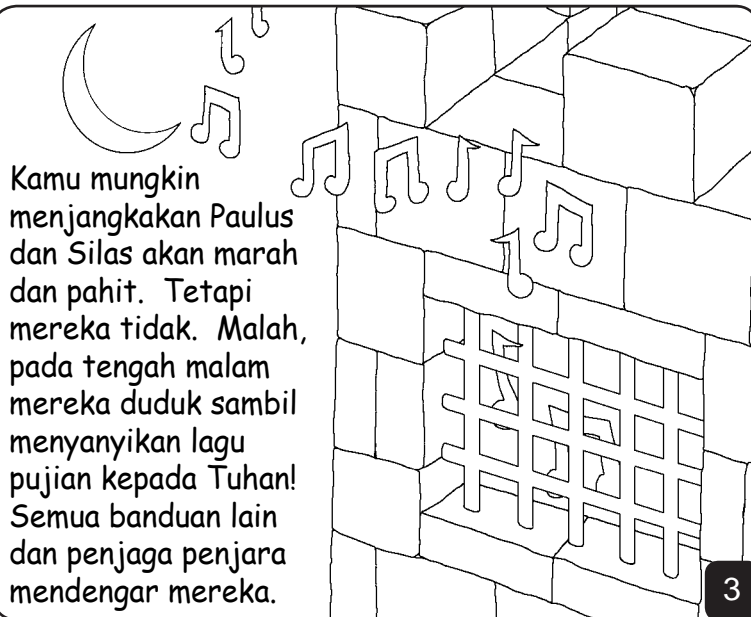 Kamu mungkin
menjangkakan Paulus
dan Silas akan marah
dan pahit.  Tetapi
mereka tidak.  Malah,
pada tengah malam
mereka duduk sambil
menyanyikan lagu
pujian kepada Tuhan!
Semua banduan lain
dan penjaga penjara
mendengar mereka.
3